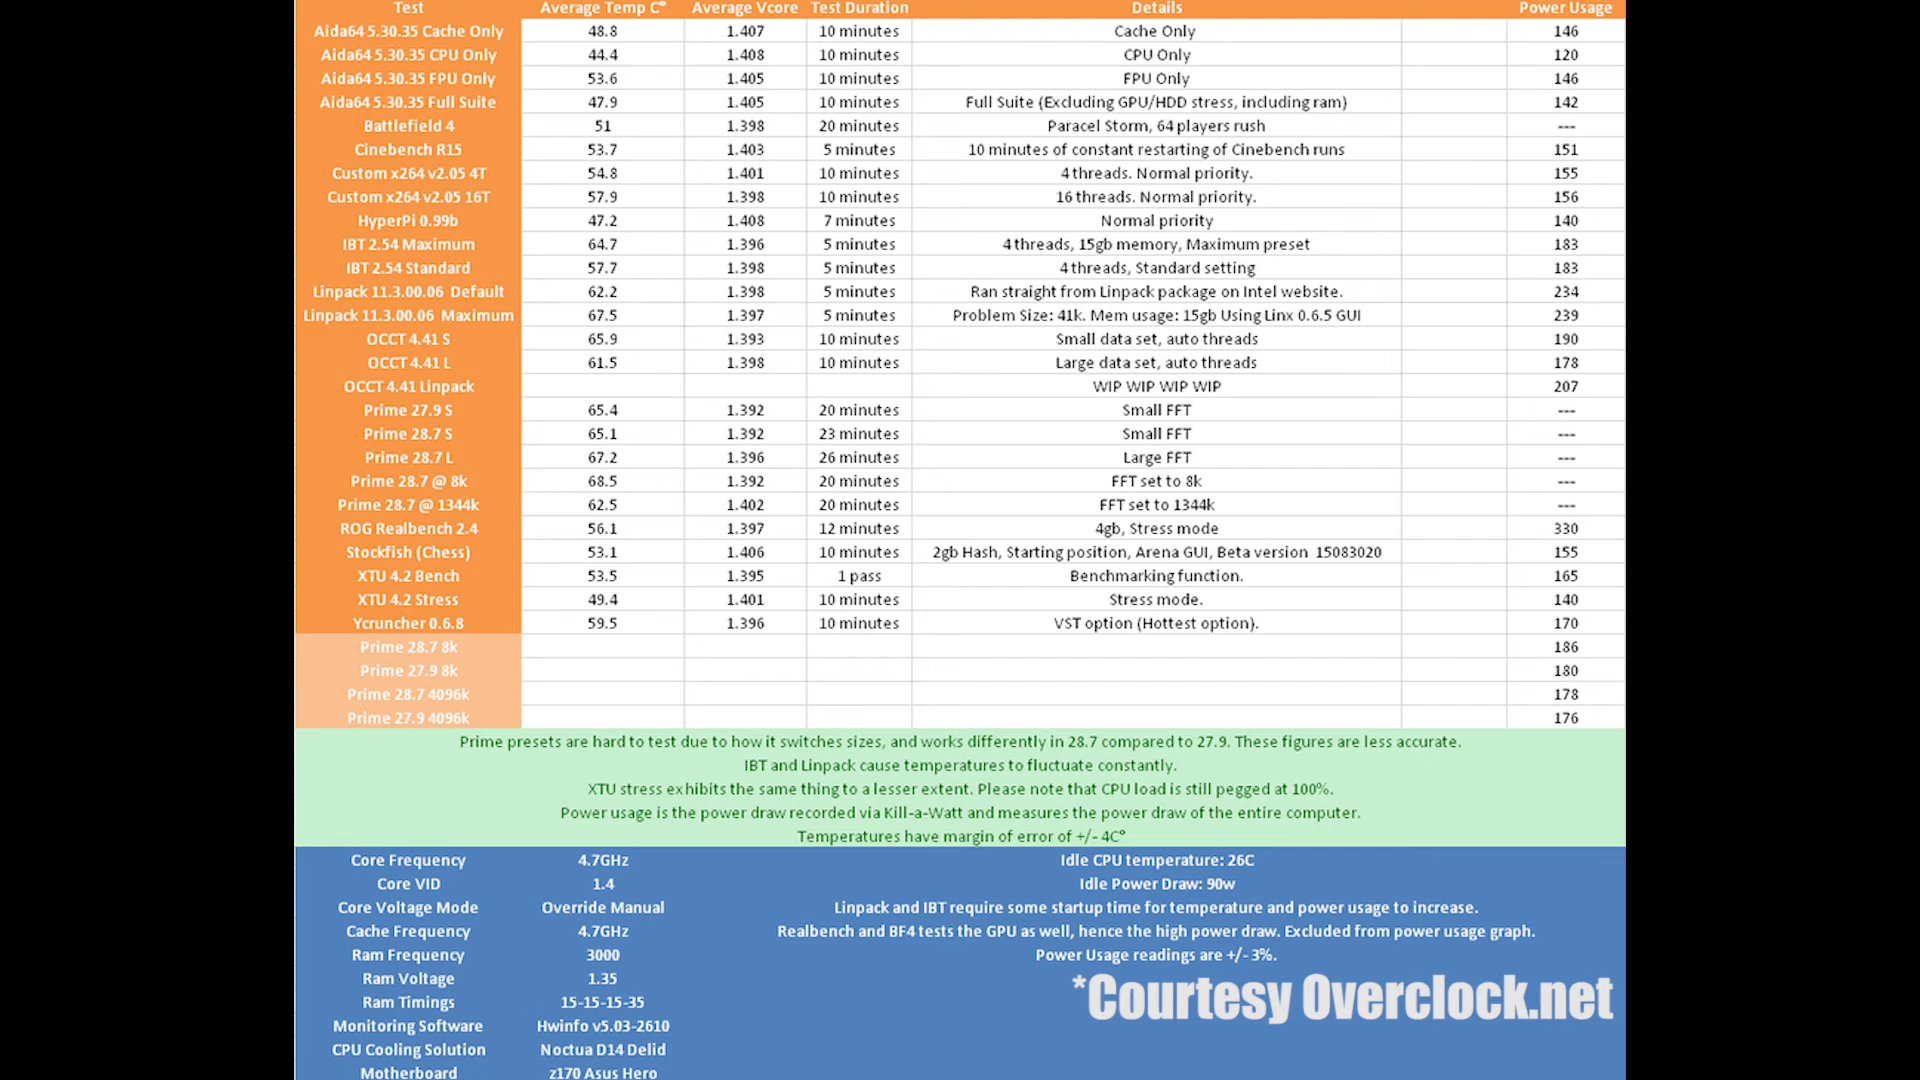 Test Average Temp C° Average Vcore Test Duration Details Power Usage
Aida64 5.30.35 Cache Only 48.8 1.407 10 minutes Cache Only 146
Aida64 5.30.35 CPU Only 44.4 1.408 10 minutes CPU Only 120
Aida64 5.30.35 FPU Only 53.6 1.405 10 minutes FPU Only 146
Aida64 5.30.35 Full Suite 47.9 1.405 10 minutes Full Suite (Excluding GPU/HDD stress, including ram) 142
Battlefield 4 51 1.398 20 minutes Paracel Storm, 64 players rush ---
Cinebench R15 53.7 1.403 5 minutes 10 minutes of constant restarting of Cinebench runs 151
Custom x264 v2.05 4T 54.8 1.401 10 minutes 4 threads. Normal priority. 155
Custom x264 v2.05 16T 57.9 1.398 10 minutes 16 threads. Normal priority. 156
HyperPi 0.99b 47.2 1.408 7 minutes Normal priority 140
IBT 2.54 Maximum 64.7 1.396 5 minutes 4 threads, 15gb memory, Maximum preset 183
IBT 2.54 Standard 57.7 1.398 5 minutes 4 threads, Standard setting 183
Linpack 11.3.00.06 Default 62.2 1.398 5 minutes Ran straight from Linpack package on Intel website. 234
Linpack 11.3.00.06 Maximum 67.5 1.397 5 minutes Problem Size: 41k. Mem usage: 15gb Using Linx 0.6.5 GUI 239
OCCT 4.41 S 65.9 1.393 10 minutes Small data set, auto threads 190
OCCT 4.41 L 61.5 1.398 10 minutes Large data set, auto threads 178
OCCT 4.41 Linpack WIP WIP WIP WIP 207
Prime 27.9 S 65.4 1.392 20 minutes Small FFT ---
Prime 28.7 S 65.1 1.392 23 minutes Small FFT ---
Prime 28.7 L 67.2 1.396 26 minutes Large FFT ---
Prime 28.7 @ 8k 68.5 1.392 20 minutes FFT set to 8k ---
Prime 28.7 @ 1344k 62.5 1.402 20 minutes FFT set to 1344k ---
ROG Realbench 2.4 56.1 1.397 12 minutes 4gb, Stress mode 330
Stockfish (Chess) 53.1 1.406 10 minutes 2gb Hash, Starting position, Arena GUI, Beta version 15083020 155
XTU 4.2 Bench 53.5 1.395 1 pass Benchmarking function. 165
XTU 4.2 Stress 49.4 1.401 10 minutes Stress mode. 140
Ycruncher 0.6.8 59.5 1.396 10 minutes VST option (Hottest option). 170
Prime 28.7 8k 186
Prime 27.9 8k 180
Prime 28.7 4096k 178
Prime 27.9 4096k 176
Prime presets are hard to test due to how it switches sizes, and works differently in 28.7 compared to 27.9. These figures are less accurate.
IBT and Linpack cause temperatures to fluctuate constantly.
XTU stress exhibits the same thing to a lesser extent. Please note that CPU load is still pegged at 100%.
Power usage is the power draw recorded via Kill-a-Watt and measures the power draw of the entire computer.
Temperatures have margin of error of +/- 4C°
Core Frequency 4.7GHz Idle CPU temperature: 26C
Core VID 1.4 Idle Power Draw: 90w
Core Voltage Mode Override Manual Linpack and IBT require some startup time for temperature and power usage to increase.
Cache Frequency 4.7GHz Realbench and BF4 tests the GPU as well, hence the high power draw. Excluded from power usage graph.
Ram Frequency 3000 Power Usage readings are +/- 3%.
Ram Voltage 1.35
Ram Timings 15-15-15-35
*Courtesy Overclock.net
Monitoring Software Hwinfo v5.03-2610
CPU Cooling Solution Noctua D14 Delid
Motherboard z170 Asus Hero